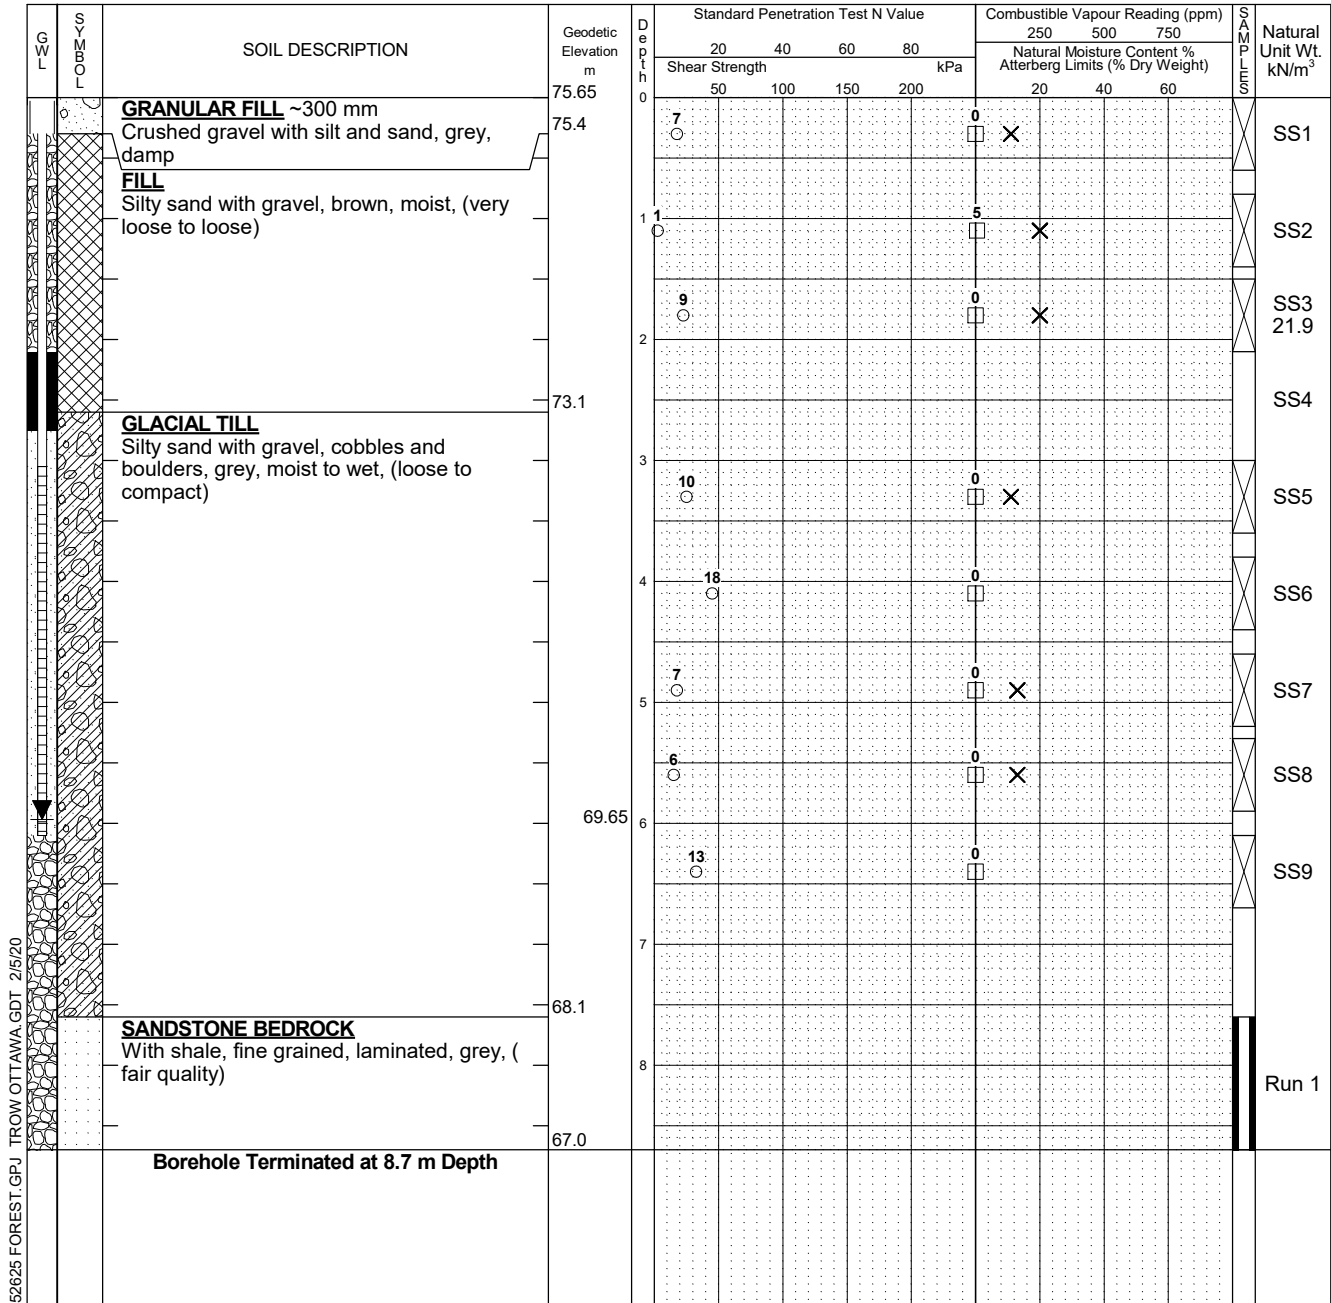 GWL
SYMBOL
SOIL DESCRIPTION
Geodetic
Elevation
m
Depth
Standard Penetration Test N Value
20 40 60 80
Shear Strength kPa
50 100 150 200
Combustible Vapour Reading (ppm)
250 500 750
Natural Moisture Content %
Atterberg Limits (% Dry Weight)
20 40 60
SAMPLES
Natural
Unit Wt.
kN/m³
75.65
0
GRANULAR FILL ~300 mm
Crushed gravel with silt and sand, grey,
damp
75.4
7
0
SS1
FILL
Silty sand with gravel, brown, moist, (very
loose to loose)
1
1
5
SS2
9
0
SS3
21.9
2
73.1
SS4
GLACIAL TILL
Silty sand with gravel, cobbles and
boulders, grey, moist to wet, (loose to
compact)
3
10
0
SS5
4
18
0
SS6
7
0
SS7
5
6
0
SS8
69.65
6
13
0
SS9
7
68.1
SANDSTONE BEDROCK
With shale, fine grained, laminated, grey, (
fair quality)
8
Run 1
67.0
Borehole Terminated at 8.7 m Depth
52625 FOREST.GPJ TROW OTTAWA.GDT 2/5/20